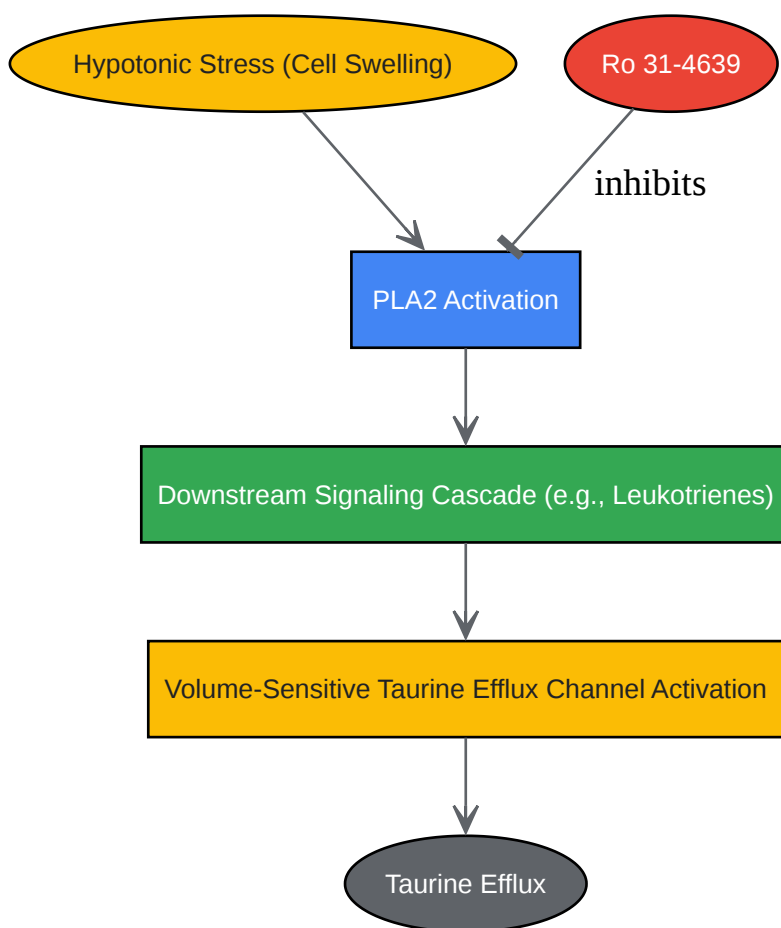 Hypotonic Stress (Cell Swelling)
Ro 31-4639
inhibits
PLA2 Activation
Downstream Signaling Cascade (e.g., Leukotrienes)
Volume-Sensitive Taurine Efflux Channel Activation
Taurine Efflux